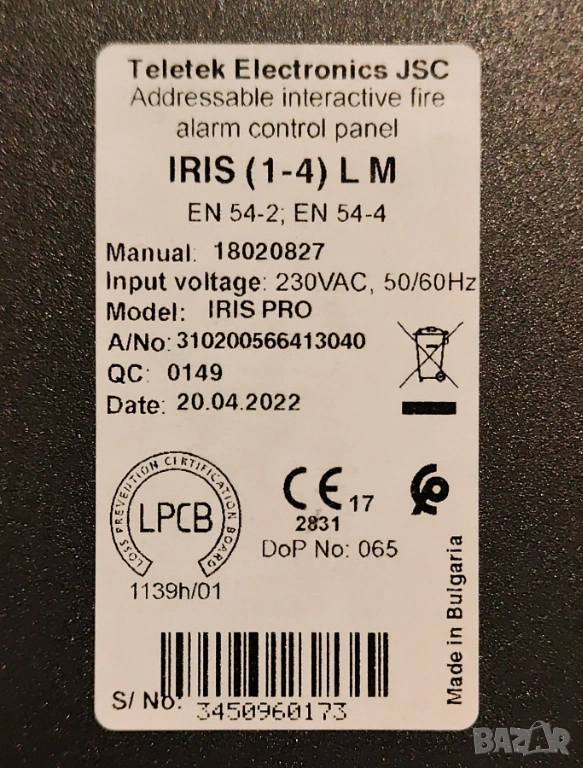 Teletek Electronics JSC
Addressable interactive fire
alarm control panel
IRIS (1-4) L M
EN 54-2; EN 54-4
Manual: 18020827
Input voltage: 230VAC, 50/60Hz
Model: IRIS PRO
A/No: 310200566413040
QC: 0149
Date: 20.04.2022
LOSS PREVENTION CERTIFICATION BOARD
LPCB
1139h/01
CE 17
2831
DoP No: 065
Made in Bulgaria
S/ No:
3450960173
BAZAR